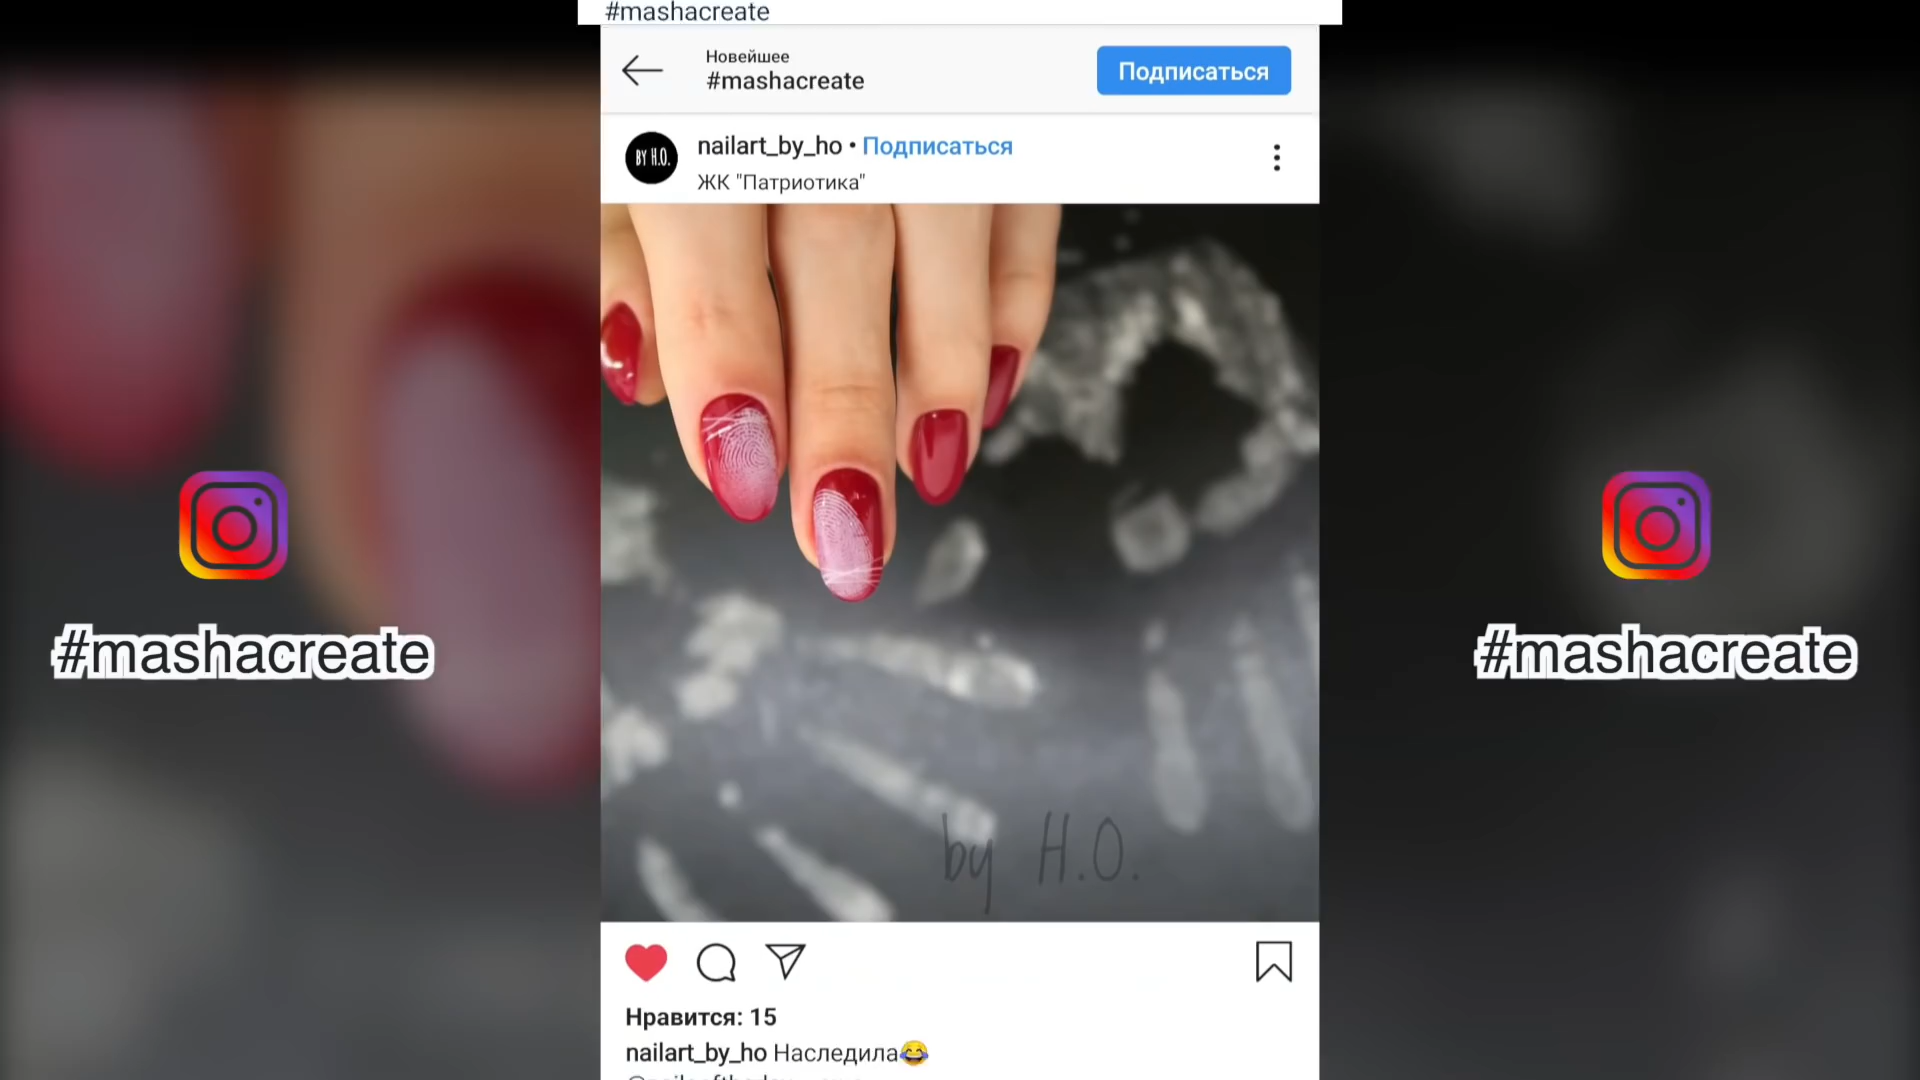 #mashacreate
Новейшее
#mashacreate
Подписаться
BY H.O.
nailart_by_ho • Подписаться
ЖК "Патриотика"
#mashacreate
#mashacreate
by H.O.
Нравится: 15
nailart_by_ho Наследила😂